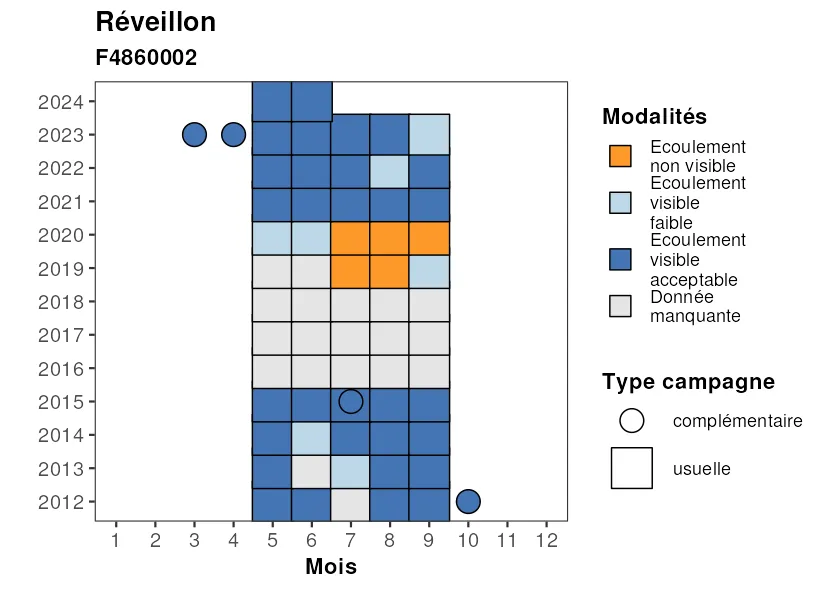 Réveillon
F4860002
2024
2023
2022
2021
2020
2019
2018
2017
2016
2015
2014
2013
2012
1 2 3 4 5 6 7 8 9 10 11 12
Mois
Modalités
Ecoulement
non visible
Ecoulement
visible
faible
Ecoulement
visible
acceptable
Donnée
manquante
Type campagne
complémentaire
usuelle